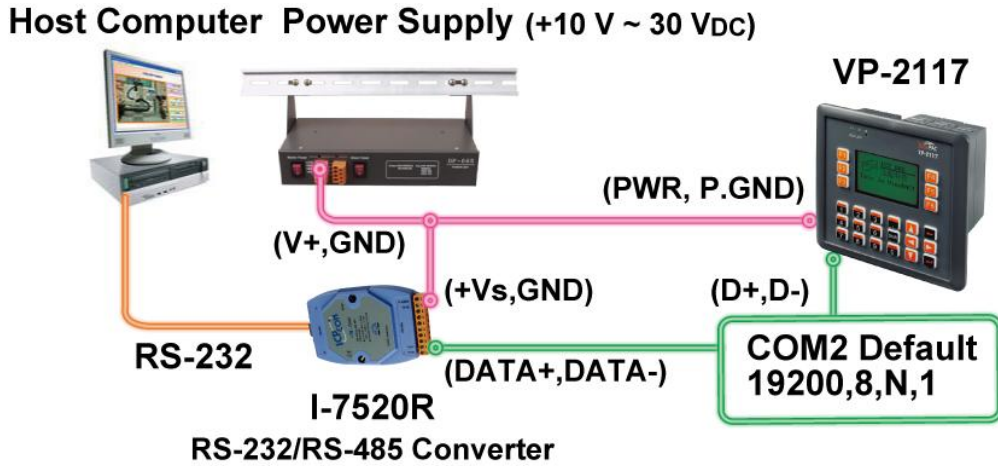 Host Computer Power Supply (+10 V ~ 30 VDC)
VP-2117
(PWR, P.GND)
(V+,GND)
(+Vs,GND)
(D+,D-)
RS-232
(DATA+,DATA-)
COM2 Default
19200,8,N,1
I-7520R
RS-232/RS-485 Converter